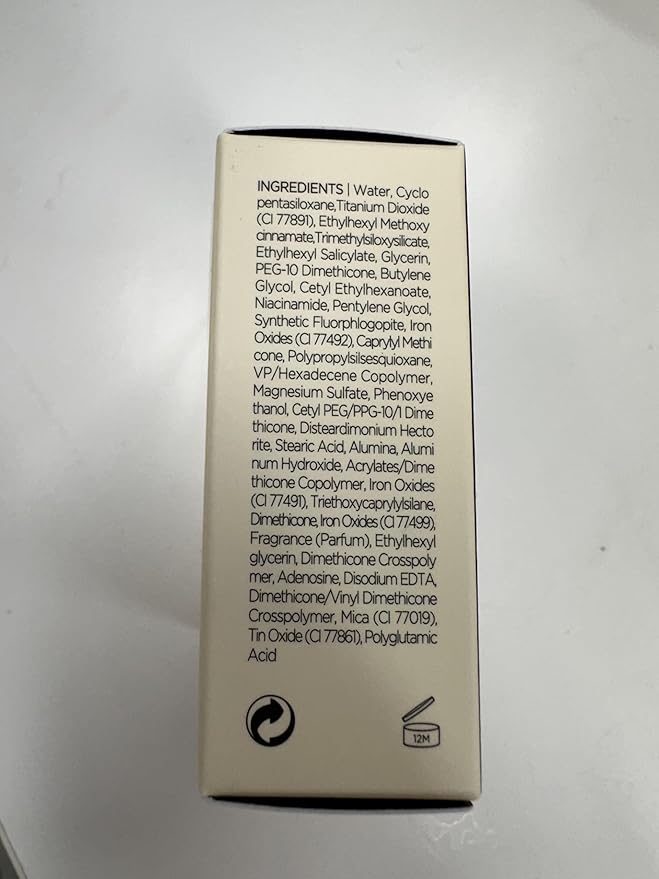 INGREDIENTS | Water, Cyclo
pentasiloxane,Titanium Dioxide
(CI 77891), Ethylhexyl Methoxy
cinnamate,Trimethylsiloxysilicate,
Ethylhexyl Salicylate, Glycerin,
PEG-10 Dimethicone, Butylene
Glycol, Cetyl Ethylhexanoate,
Niacinamide, Pentylene Glycol,
Synthetic Fluorphlogopite, Iron
Oxides (CI 77492), Caprylyl Methi
cone, Polypropylsilsesquioxane,
VP/Hexadecene Copolymer,
Magnesium Sulfate, Phenoxye
thanol, Cetyl PEG/PPG-10/1 Dime
thicone, Disteardimonium Hecto
rite, Stearic Acid, Alumina, Alumi
num Hydroxide, Acrylates/Dime
thicone Copolymer, Iron Oxides
(CI 77491), Triethoxycaprylylsilane,
Dimethicone, Iron Oxides (CI 77499),
Fragrance (Parfum), Ethylhexyl
glycerin, Dimethicone Crosspoly
mer, Adenosine, Disodium EDTA,
Dimethicone/Vinyl Dimethicone
Crosspolymer, Mica (CI 77019),
Tin Oxide (CI 77861), Polyglutamic
Acid
12M